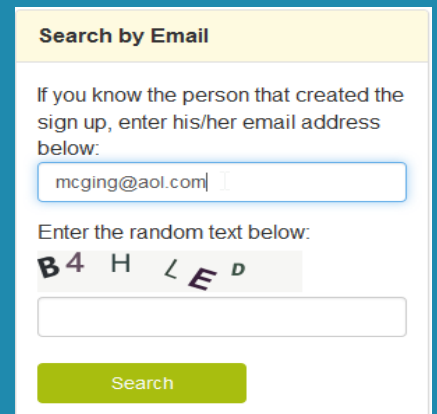 Search by Email
If you know the person that created the
sign up, enter his/her email address
below:
mcging@aol.com
Enter the random text below:
B4 H L E D
Search